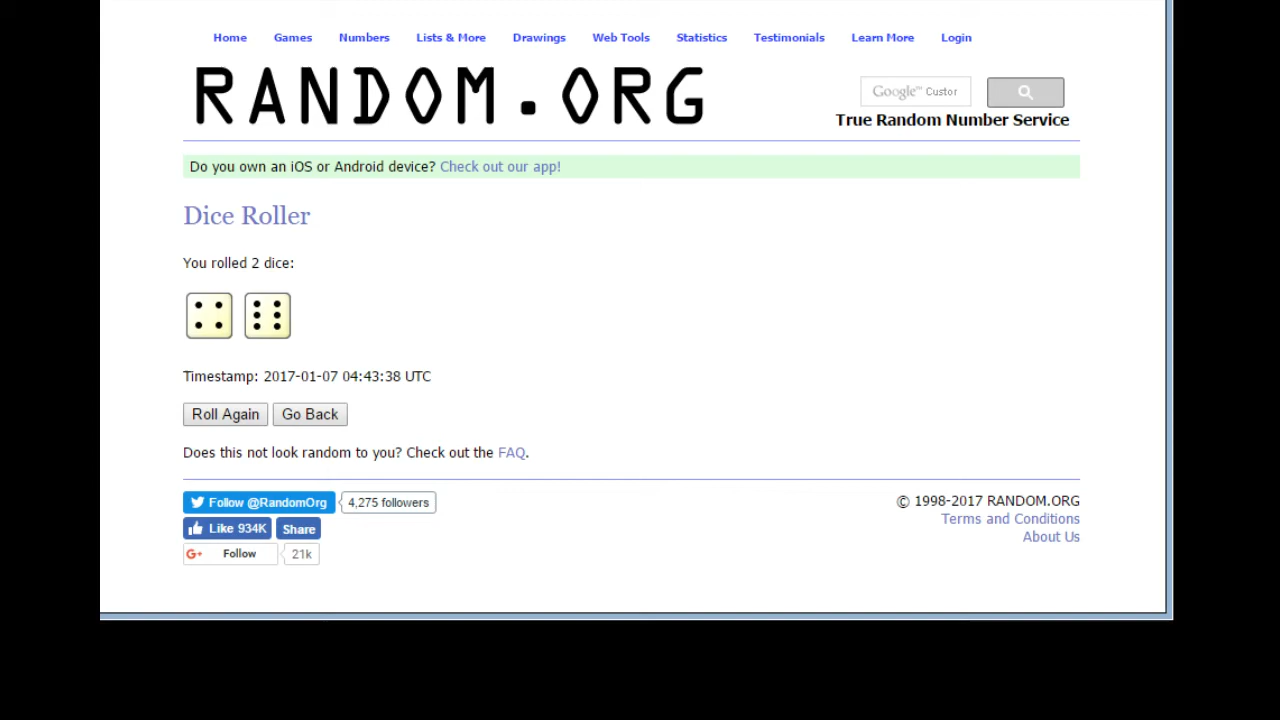 Home Games Numbers Lists & More Drawings Web Tools Statistics Testimonials Learn More Login
RANDOM.ORG
Google™ Custor
True Random Number Service
Do you own an iOS or Android device? Check out our app!
Dice Roller
You rolled 2 dice:
Timestamp: 2017-01-07 04:43:38 UTC
Roll Again Go Back
Does this not look random to you? Check out the FAQ.
Follow @RandomOrg 4,275 followers
Like 934K Share
G+ Follow 21k
© 1998-2017 RANDOM.ORG
Terms and Conditions
About Us